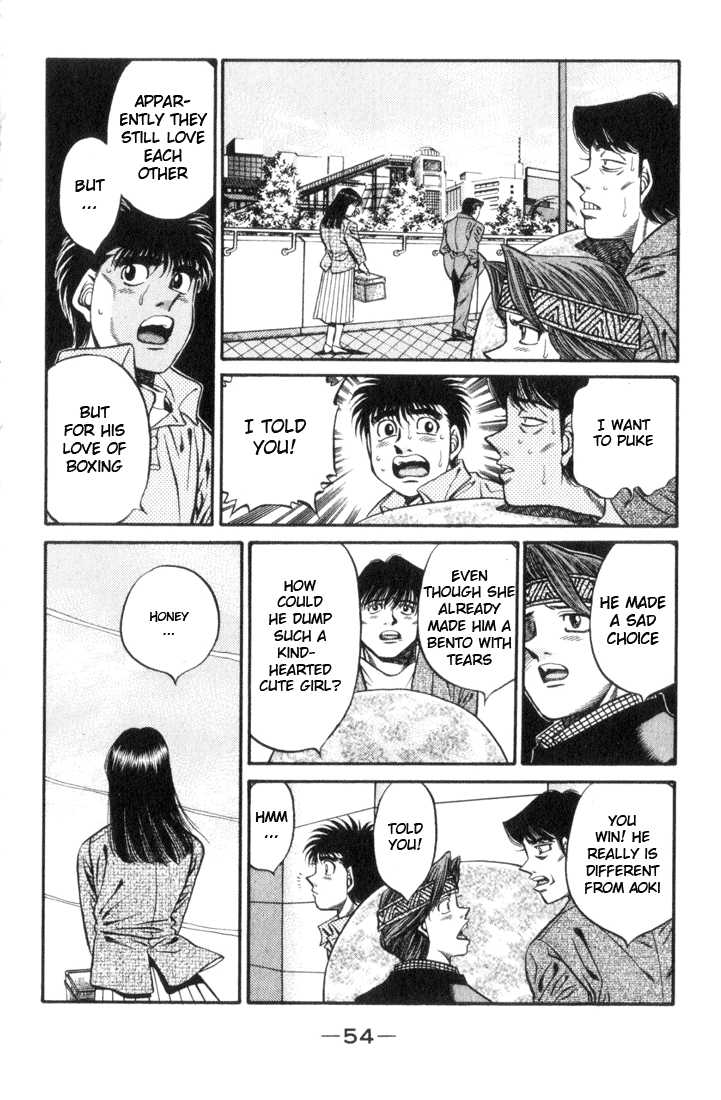 I WANT
TO PUKE
I TOLD
YOU!
APPAR-
ENTLY THEY
STILL LOVE
EACH
OTHER
BUT
...
BUT
FOR HIS
LOVE OF
BOXING
HE MADE
A SAD
CHOICE
EVEN
THOUGH SHE
ALREADY
MADE HIM A
BENTO WITH
TEARS
HOW
COULD
HE DUMP
SUCH A
KIND-
HEARTED
CUTE GIRL?
YOU
WIN! HE
REALLY IS
DIFFERENT
FROM AOKI
TOLD
YOU!
HMM
...
HONEY
...
—54—